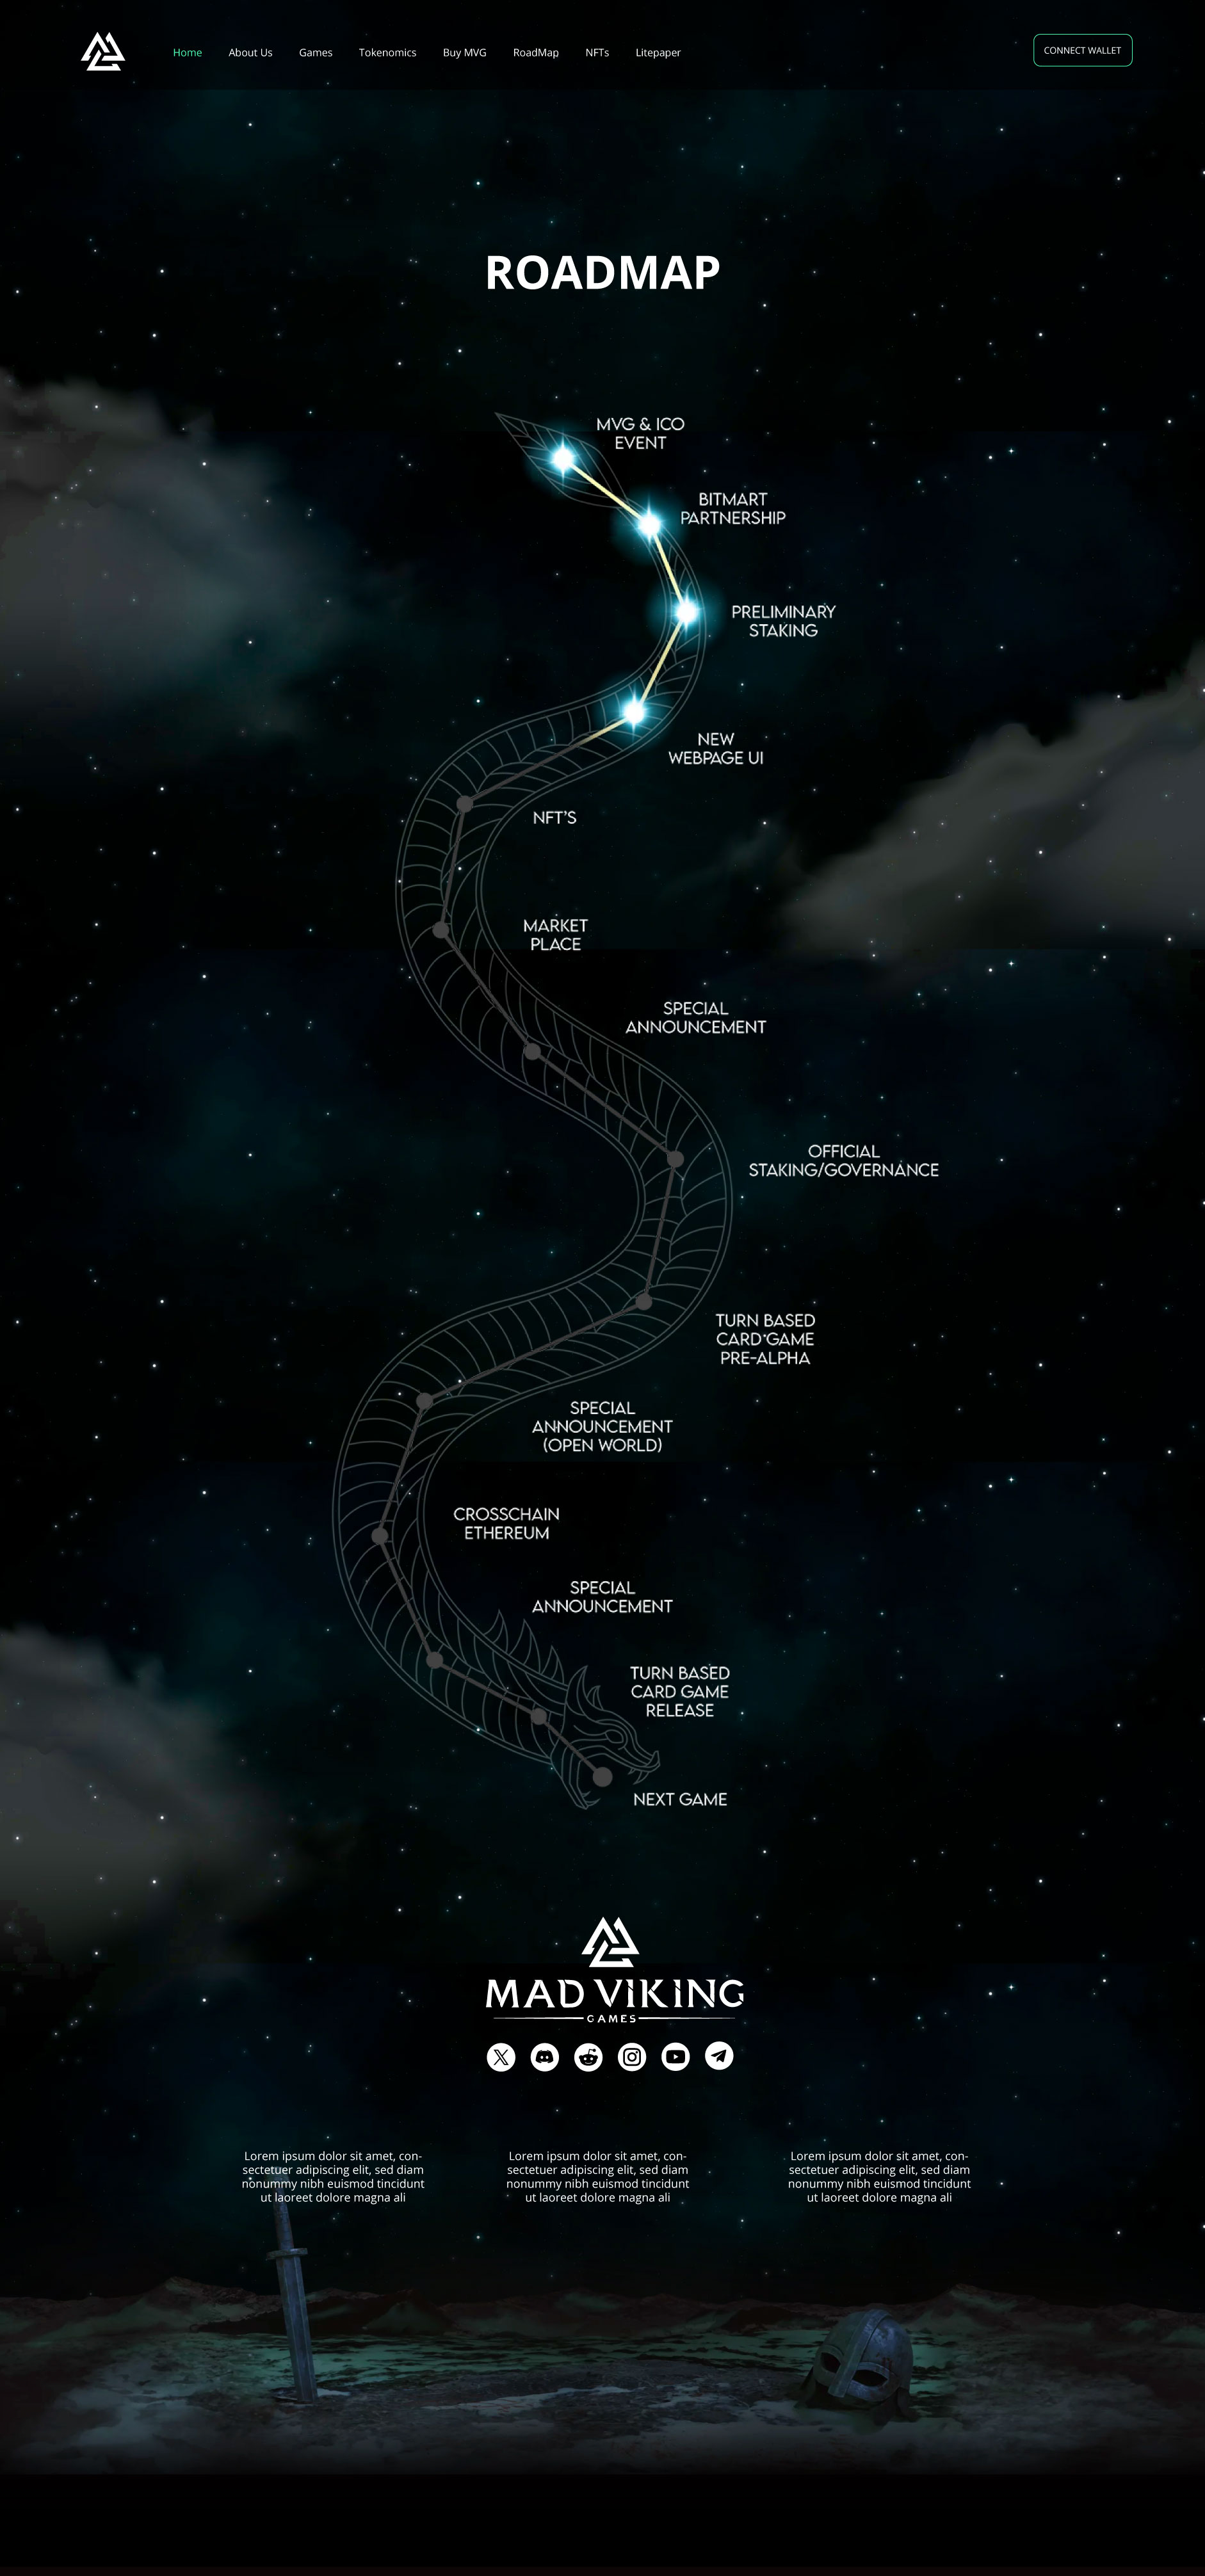 Home About Us Games Tokenomics Buy MVG RoadMap NFTs Litepaper CONNECT WALLET
ROADMAP
MVG & ICO
EVENT
BITMART
PARTNERSHIP
PRELIMINARY
STAKING
NEW
WEBPAGE UI
NFT'S
MARKET
PLACE
SPECIAL
ANNOUNCEMENT
OFFICIAL
STAKING/GOVERNANCE
TURN BASED
CARD GAME
PRE-ALPHA
SPECIAL
ANNOUNCEMENT
(OPEN WORLD)
CROSSCHAIN
ETHEREUM
SPECIAL
ANNOUNCEMENT
TURN BASED
CARD GAME
RELEASE
NEXT GAME
MAD VIKING
GAMES
Lorem ipsum dolor sit amet, con-
sectetuer adipiscing elit, sed diam
nonummy nibh euismod tincidunt
ut laoreet dolore magna ali
Lorem ipsum dolor sit amet, con-
sectetuer adipiscing elit, sed diam
nonummy nibh euismod tincidunt
ut laoreet dolore magna ali
Lorem ipsum dolor sit amet, con-
sectetuer adipiscing elit, sed diam
nonummy nibh euismod tincidunt
ut laoreet dolore magna ali